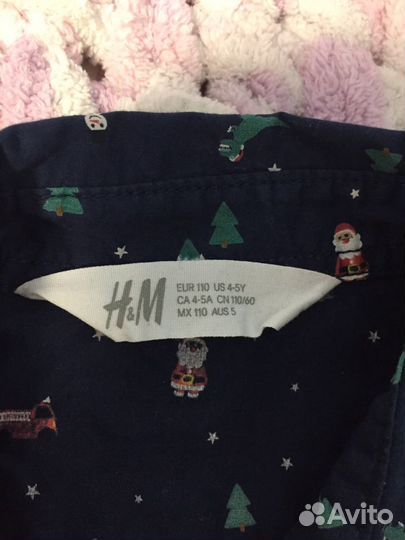 H&M
EUR 110 US 4-5Y
CA 4-5A CN 110/60
MX 110 AUS 5
Avito